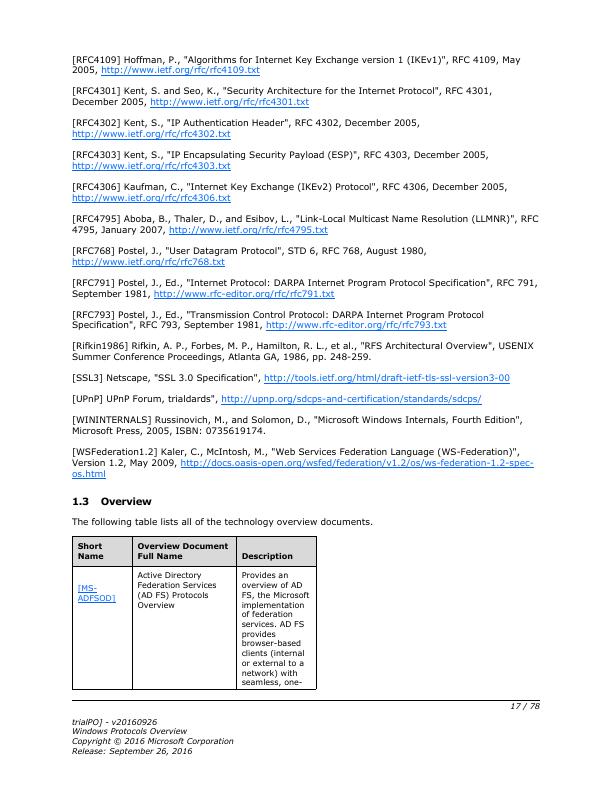 [RFC4109] Hoffman, P., "Algorithms for Internet Key Exchange version 1 (IKEv1)", RFC 4109, May
2005, http://www.ietf.org/rfc/rfc4109.txt
[RFC4301] Kent, S. and Seo, K., "Security Architecture for the Internet Protocol", RFC 4301,
December 2005, http://www.ietf.org/rfc/rfc4301.txt
[RFC4302] Kent, S., "IP Authentication Header", RFC 4302, December 2005,
http://www.ietf.org/rfc/rfc4302.txt
[RFC4303] Kent, S., "IP Encapsulating Security Payload (ESP)", RFC 4303, December 2005,
http://www.ietf.org/rfc/rfc4303.txt
[RFC4306] Kaufman, C., "Internet Key Exchange (IKEv2) Protocol", RFC 4306, December 2005,
http://www.ietf.org/rfc/rfc4306.txt
[RFC4795] Aboba, B., Thaler, D., and Esibov, L., "Link-Local Multicast Name Resolution (LLMNR)", RFC
4795, January 2007, http://www.ietf.org/rfc/rfc4795.txt
[RFC768] Postel, J., "User Datagram Protocol", STD 6, RFC 768, August 1980,
http://www.ietf.org/rfc/rfc768.txt
[RFC791] Postel, J., Ed., "Internet Protocol: DARPA Internet Program Protocol Specification", RFC 791,
September 1981, http://www.rfc-editor.org/rfc/rfc791.txt
[RFC793] Postel, J., Ed., "Transmission Control Protocol: DARPA Internet Program Protocol
Specification", RFC 793, September 1981, http://www.rfc-editor.org/rfc/rfc793.txt
[Rifkin1986] Rifkin, A. P., Forbes, M. P., Hamilton, R. L., et al., "RFS Architectural Overview", USENIX
Summer Conference Proceedings, Atlanta GA, 1986, pp. 248-259.
[SSL3] Netscape, "SSL 3.0 Specification", http://tools.ietf.org/html/draft-ietf-tls-ssl-version3-00
[UPnP] UPnP Forum, trialdards", http://upnp.org/sdcps-and-certification/standards/sdcps/
[WININTERNALS] Russinovich, M., and Solomon, D., "Microsoft Windows Internals, Fourth Edition",
Microsoft Press, 2005, ISBN: 0735619174.
[WSFederation1.2] Kaler, C., McIntosh, M., "Web Services Federation Language (WS-Federation)",
Version 1.2, May 2009, http://docs.oasis-open.org/wsfed/federation/v1.2/os/ws-federation-1.2-spec-
os.html
1.3 Overview
The following table lists all of the technology overview documents.
Short
Name
Overview Document
Full Name
Description
[MS-
ADFSOD]
Active Directory
Federation Services
(AD FS) Protocols
Overview
Provides an
overview of AD
FS, the Microsoft
implementation
of federation
services. AD FS
provides
browser-based
clients (internal
or external to a
network) with
seamless, one-
17 / 78
trialPO] - v20160926
Windows Protocols Overview
Copyright © 2016 Microsoft Corporation
Release: September 26, 2016